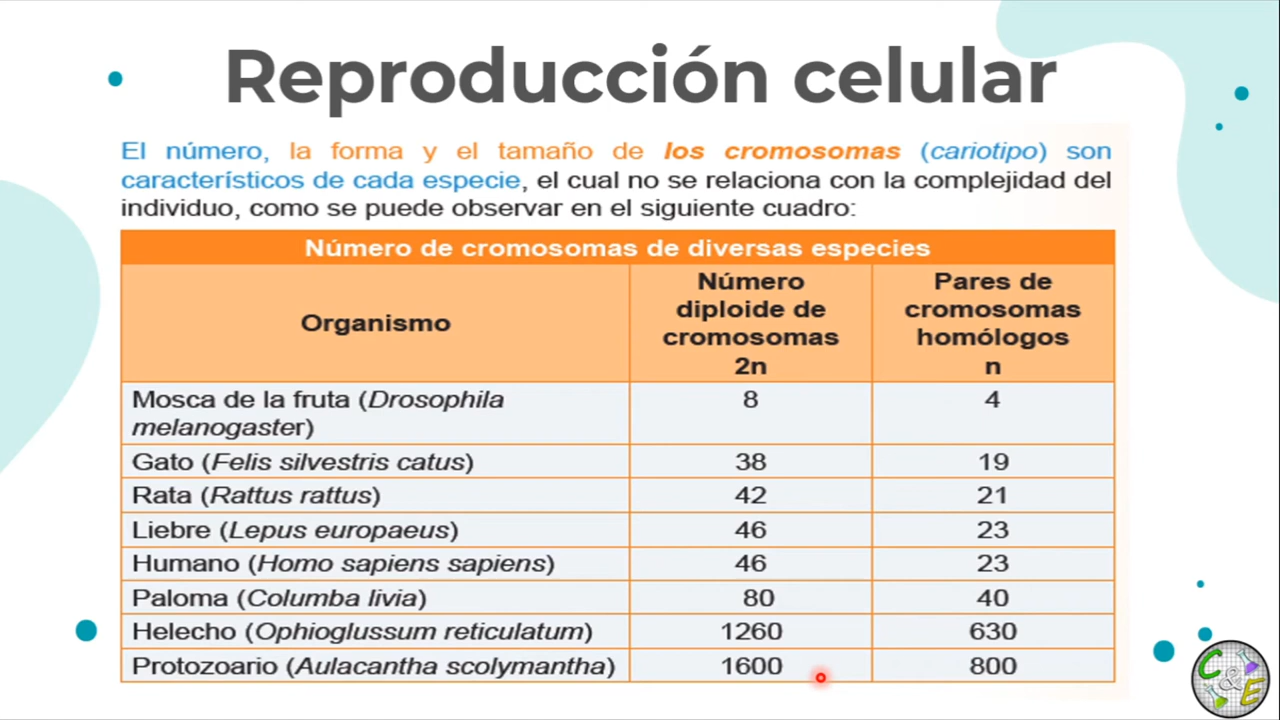 Reproducción celular
El número, la forma y el tamaño de los cromosomas (cariotipo) son
característicos de cada especie, el cual no se relaciona con la complejidad del
individuo, como se puede observar en el siguiente cuadro:
Número de cromosomas de diversas especies
Organismo
Número
diploide de
cromosomas
2n
Pares de
cromosomas
homólogos
n
Mosca de la fruta (Drosophila
melanogaster)
8
4
Gato (Felis silvestris catus)
38
19
Rata (Rattus rattus)
42
21
Liebre (Lepus europaeus)
46
23
Humano (Homo sapiens sapiens)
46
23
Paloma (Columba livia)
80
40
Helecho (Ophioglussum reticulatum)
1260
630
Protozoario (Aulacantha scolymantha)
1600
800
C&E